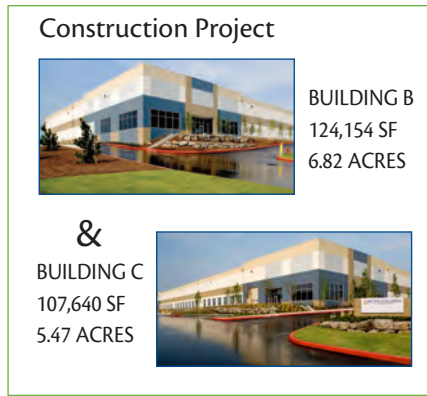 Construction Project
BUILDING B
124,154 SF
6.82 ACRES
&
BUILDING C
107,640 SF
5.47 ACRES